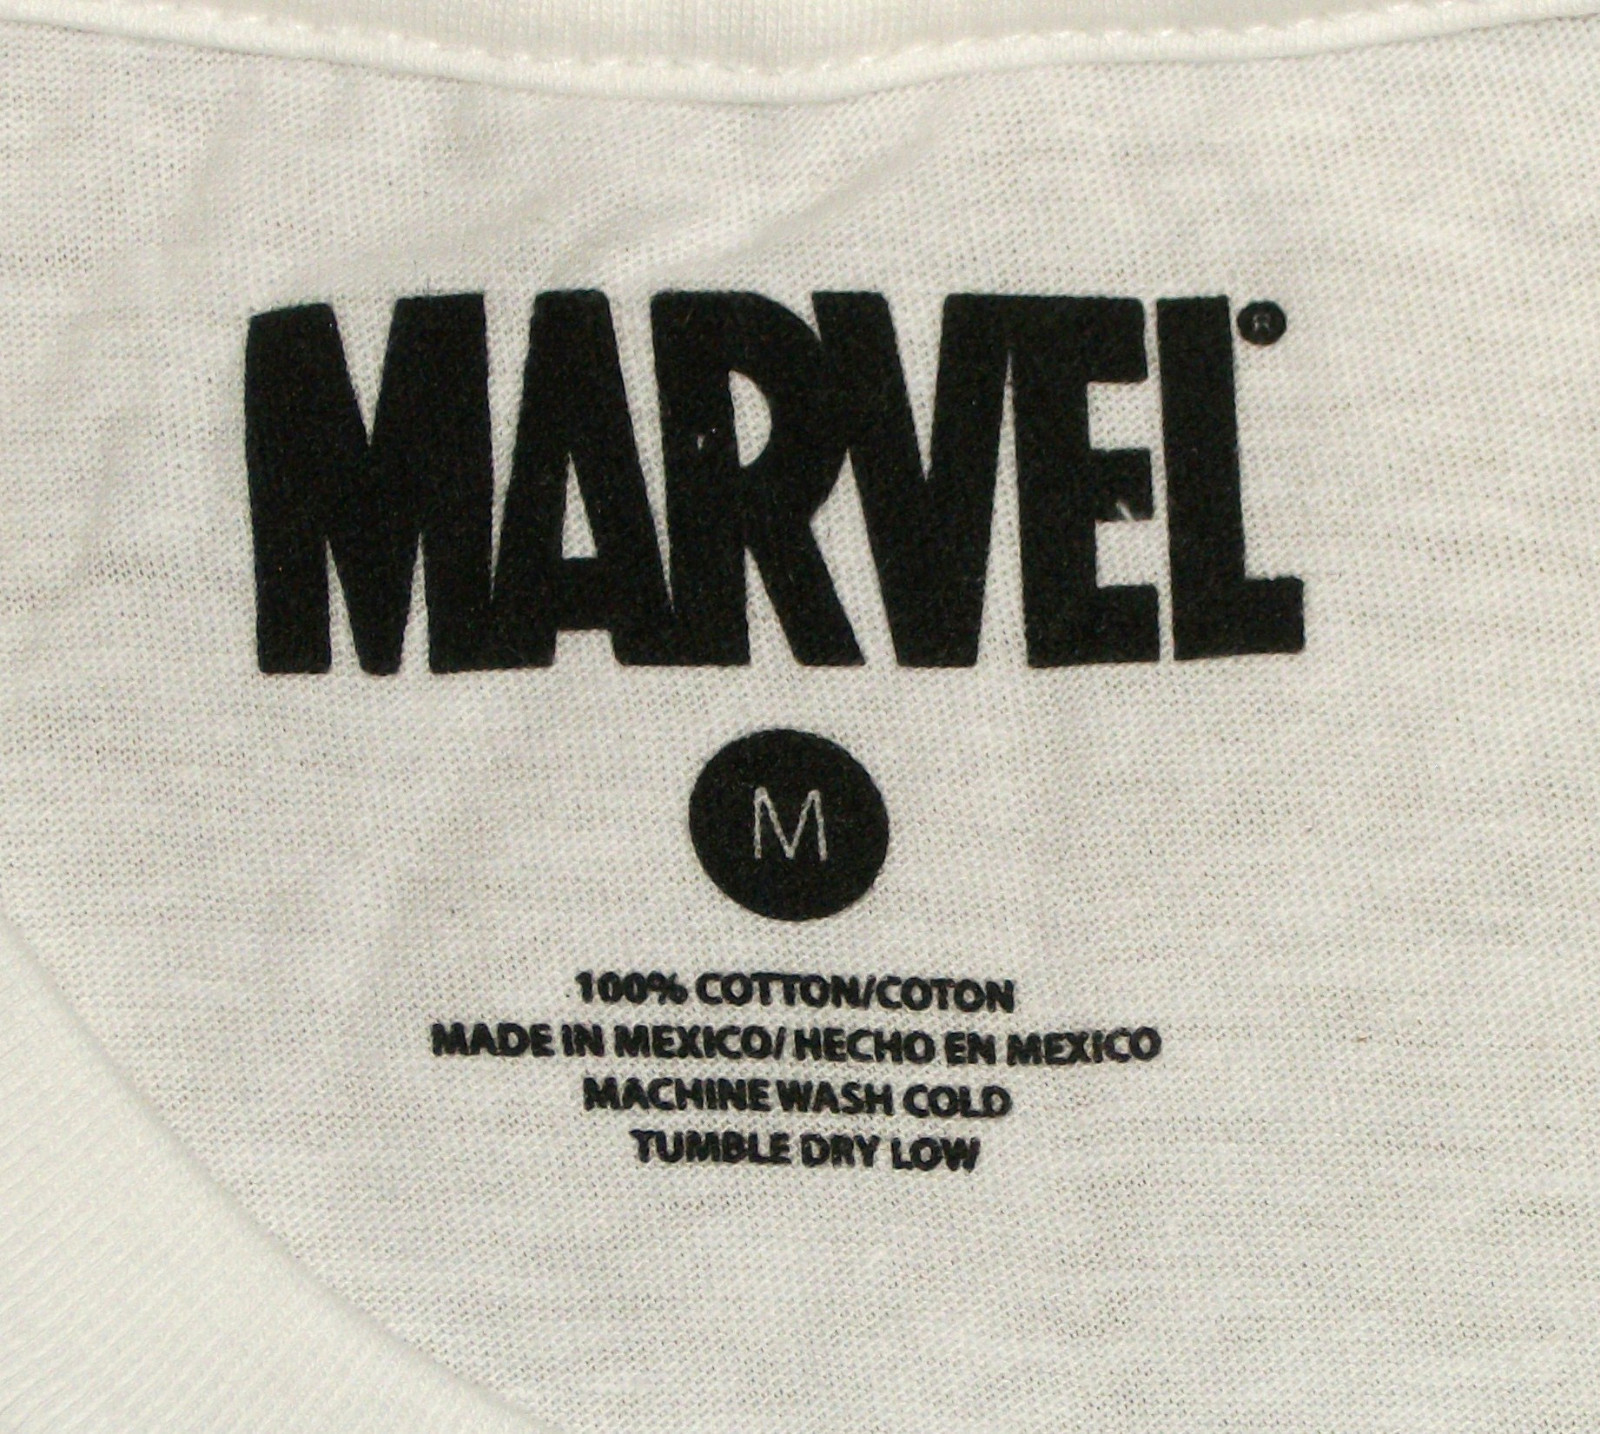 MARVEL®
M
100% COTTON/COTON
MADE IN MEXICO/ HECHO EN MEXICO
MACHINE WASH COLD
TUMBLE DRY LOW